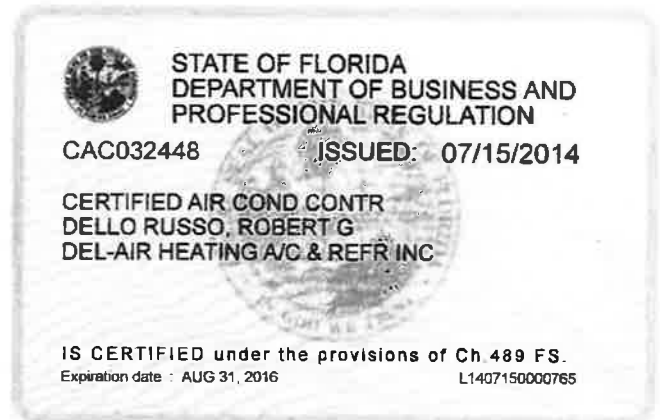 STATE OF FLORIDA
DEPARTMENT OF BUSINESS AND
PROFESSIONAL REGULATION
CAC032448 ISSUED: 07/15/2014
CERTIFIED AIR COND CONTR
DELLO RUSSO, ROBERT G
DEL-AIR HEATING A/C & REFR INC
IS CERTIFIED under the provisions of Ch.489 FS.
Expiration date : AUG 31, 2016 L1407150000765